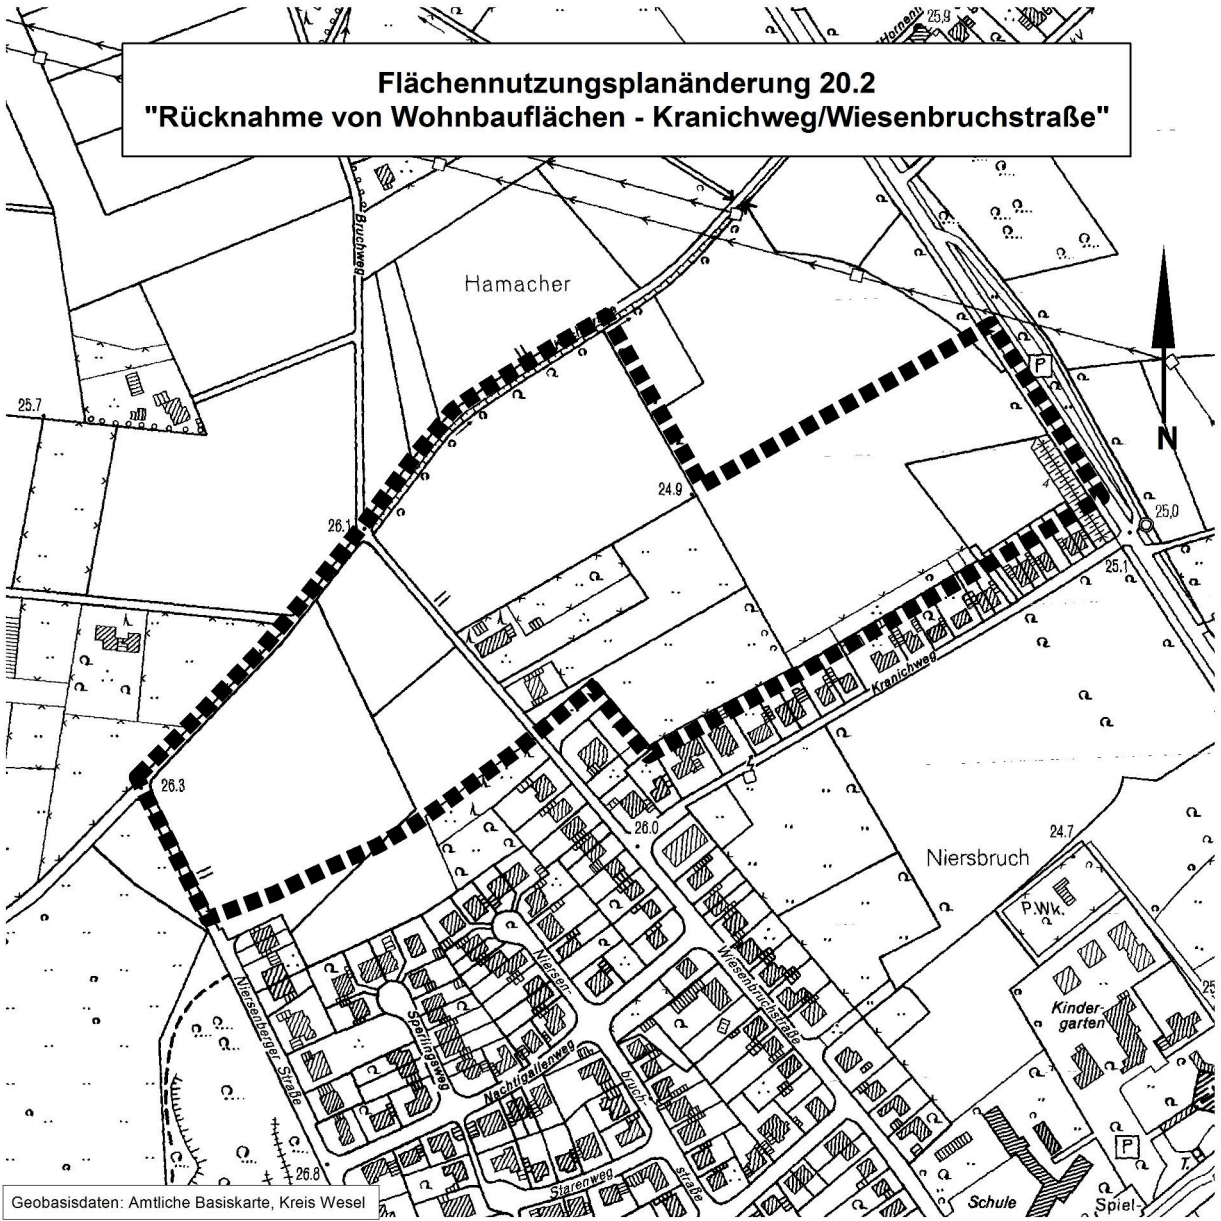 25,9
Flächennutzungsplanänderung 20.2
"Rücknahme von Wohnbauflächen - Kranichweg/Wiesenbruchstraße"
Bruchweg
Hamacher
P
25.7
N
24.9
26.1
25,0
25.1
Kranichweg
26.3
26.0
24.7
Niersbruch
P.Wk.
Niersen-
Wiesenbruchstraße
Niersenberger Straße
Sperlingsweg
Kinder-
garten
Nachtigallenweg
bruch-
straße
26.8
Starenweg
P
T.
Schule
Spiel-
Geobasisdaten: Amtliche Basiskarte, Kreis Wesel